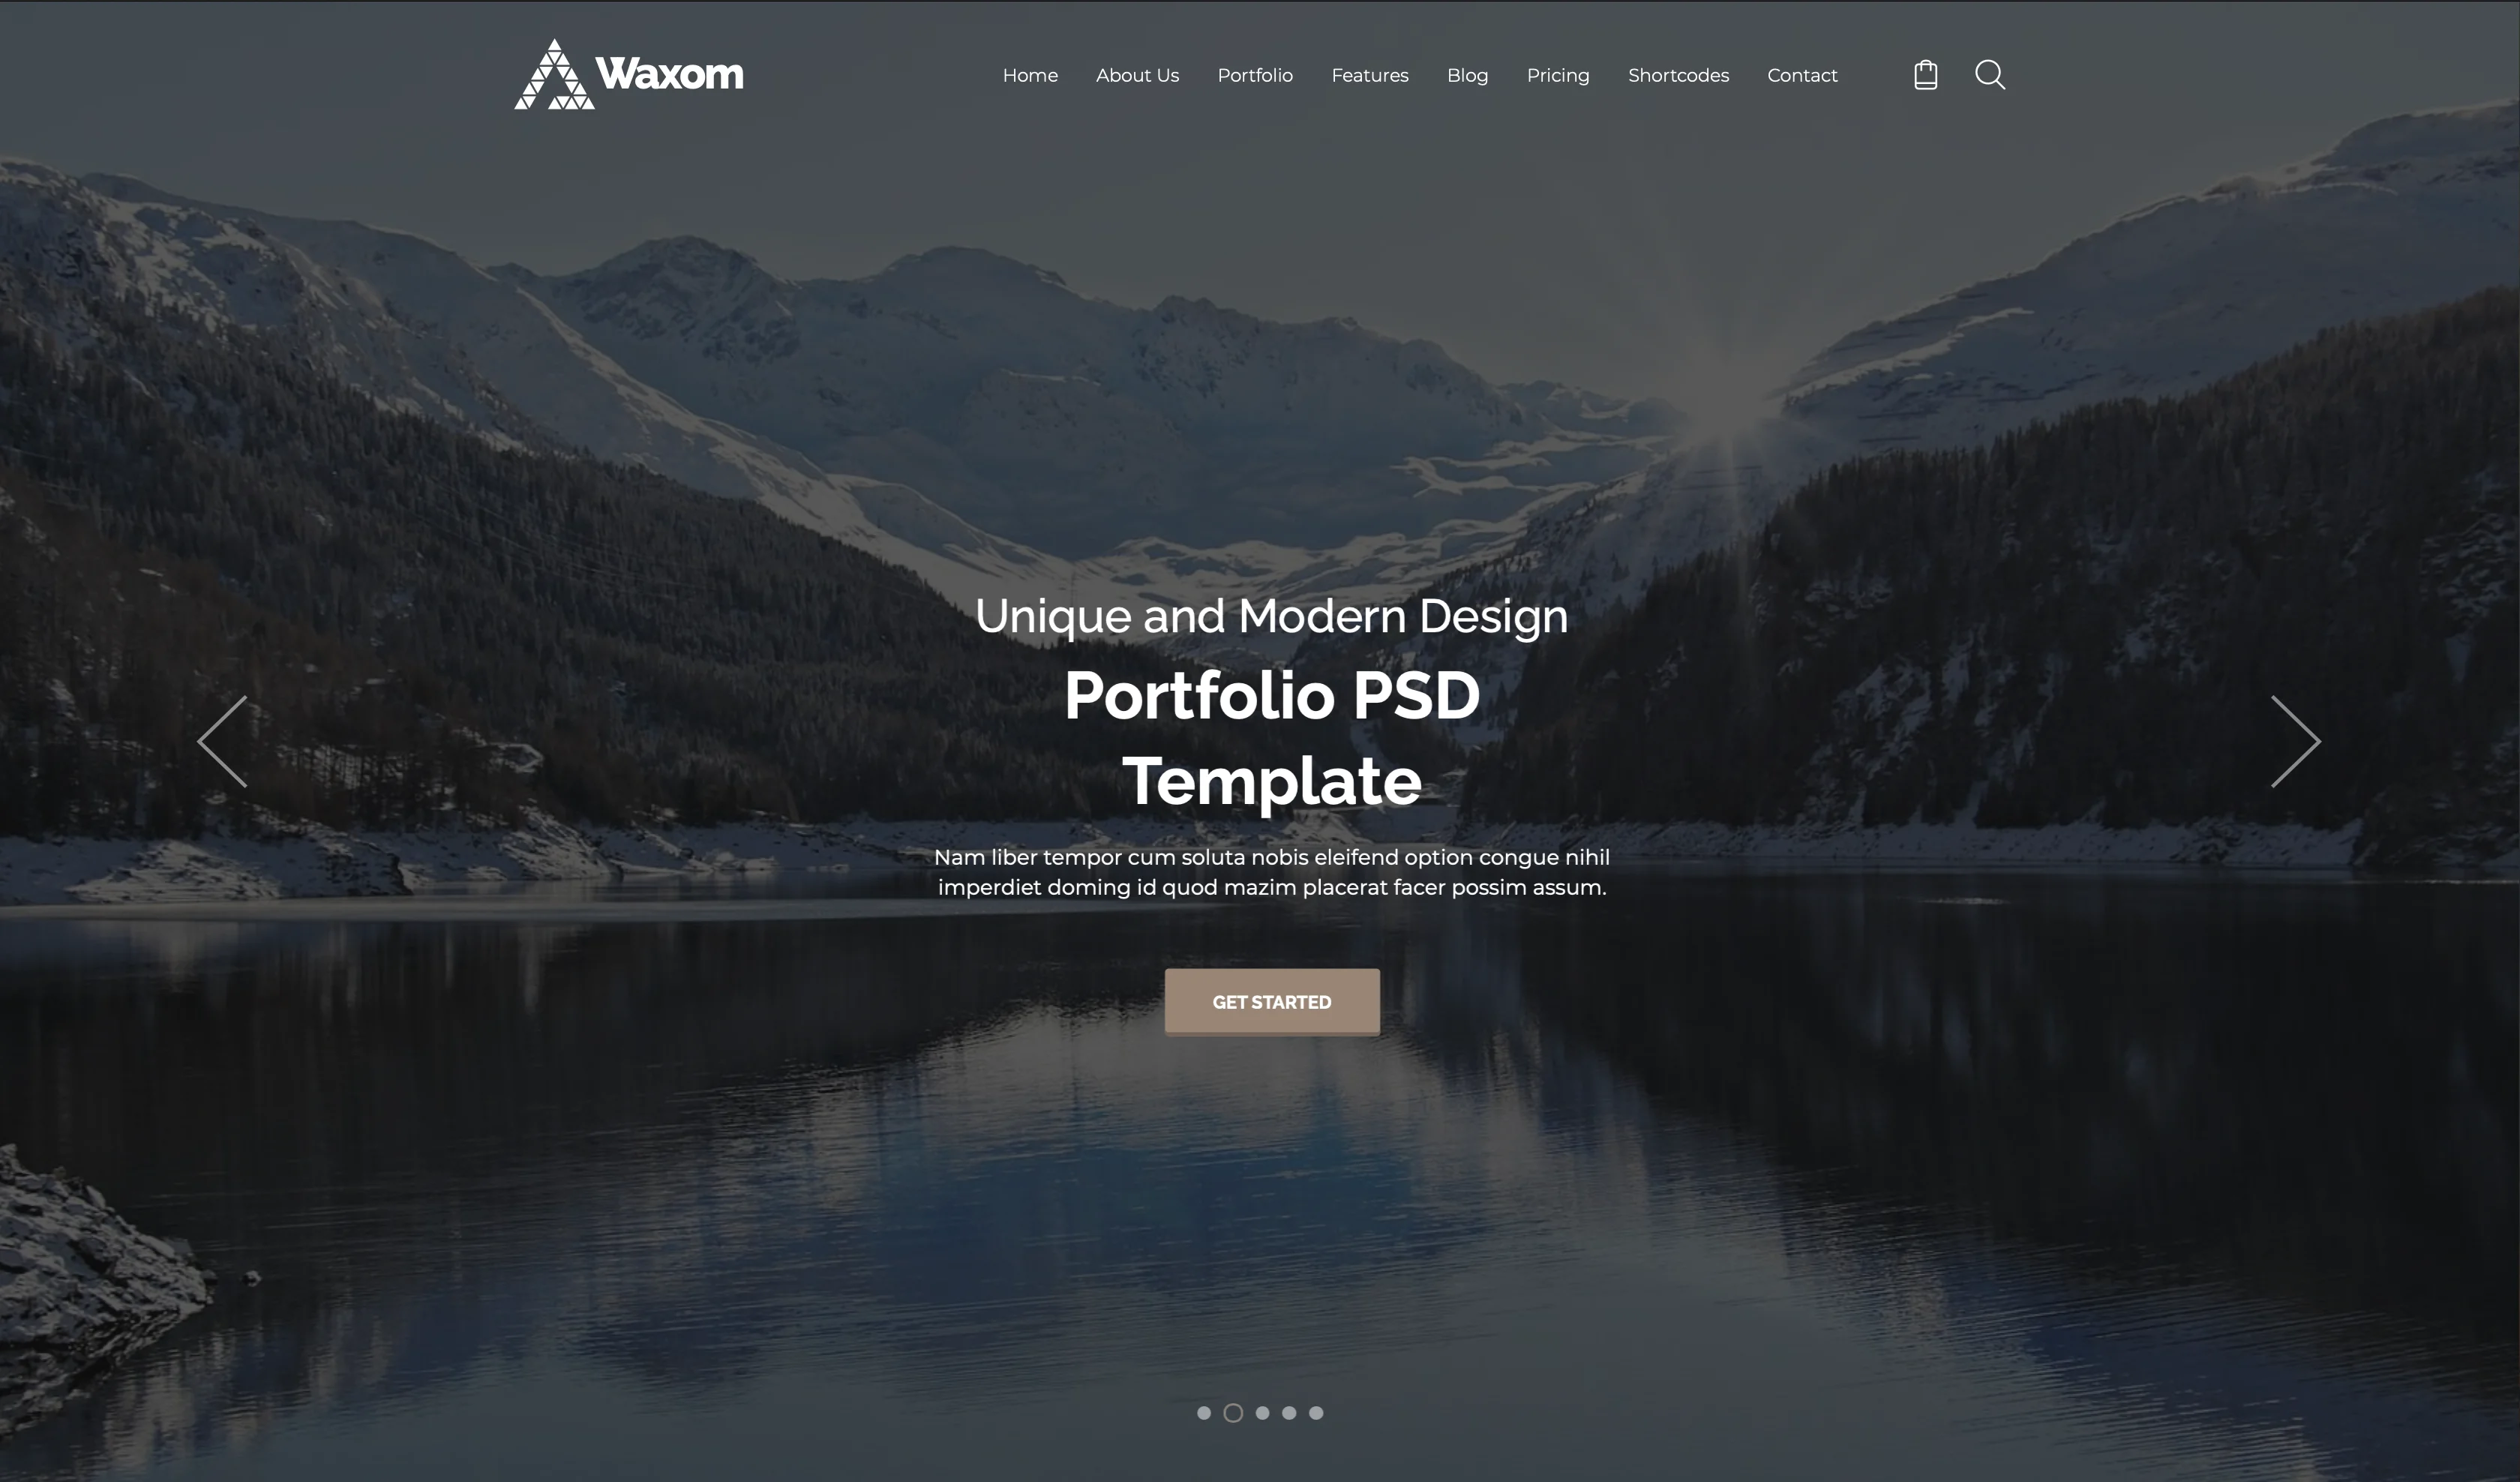 Waxom
Home About Us Portfolio Features Blog Pricing Shortcodes Contact
Unique and Modern Design
Portfolio PSD
Template
Nam liber tempor cum soluta nobis eleifend option congue nihil
imperdiet doming id quod mazim placerat facer possim assum.
GET STARTED